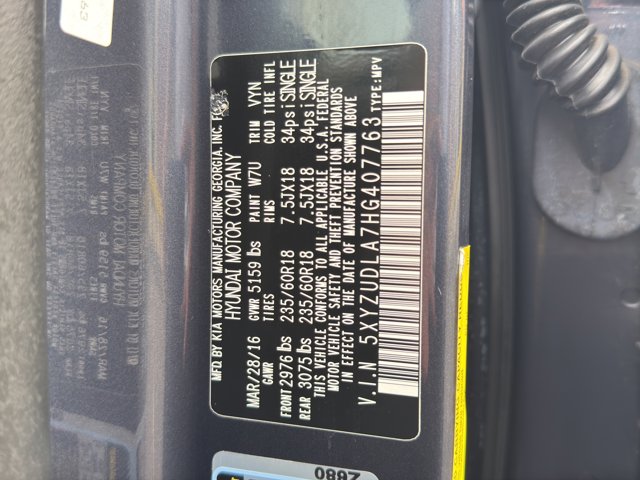 MFG BY KIA MOTORS MANUFACTURING GEORGIA, INC. F
HYUNDAI MOTOR COMPANY
MAR/28/16 GVWR 5159 lbs PAINT W7U TRIM VYN
GAWR TIRES RIMS COLD TIRE INFL
FRONT 2976 lbs 235/60R18 7.5JX18 34psi SINGLE
REAR 3075 lbs 235/60R18 7.5JX18 34psi SINGLE
THIS VEHICLE CONFORMS TO ALL APPLICABLE U.S.A. FEDERAL
MOTOR VEHICLE SAFETY AND THEFT PREVENTION STANDARDS
IN EFFECT ON THE DATE OF MANUFACTURE SHOWN ABOVE.
V.I.N 5XYZUDLA7HG407763 TYPE:MPV
2680